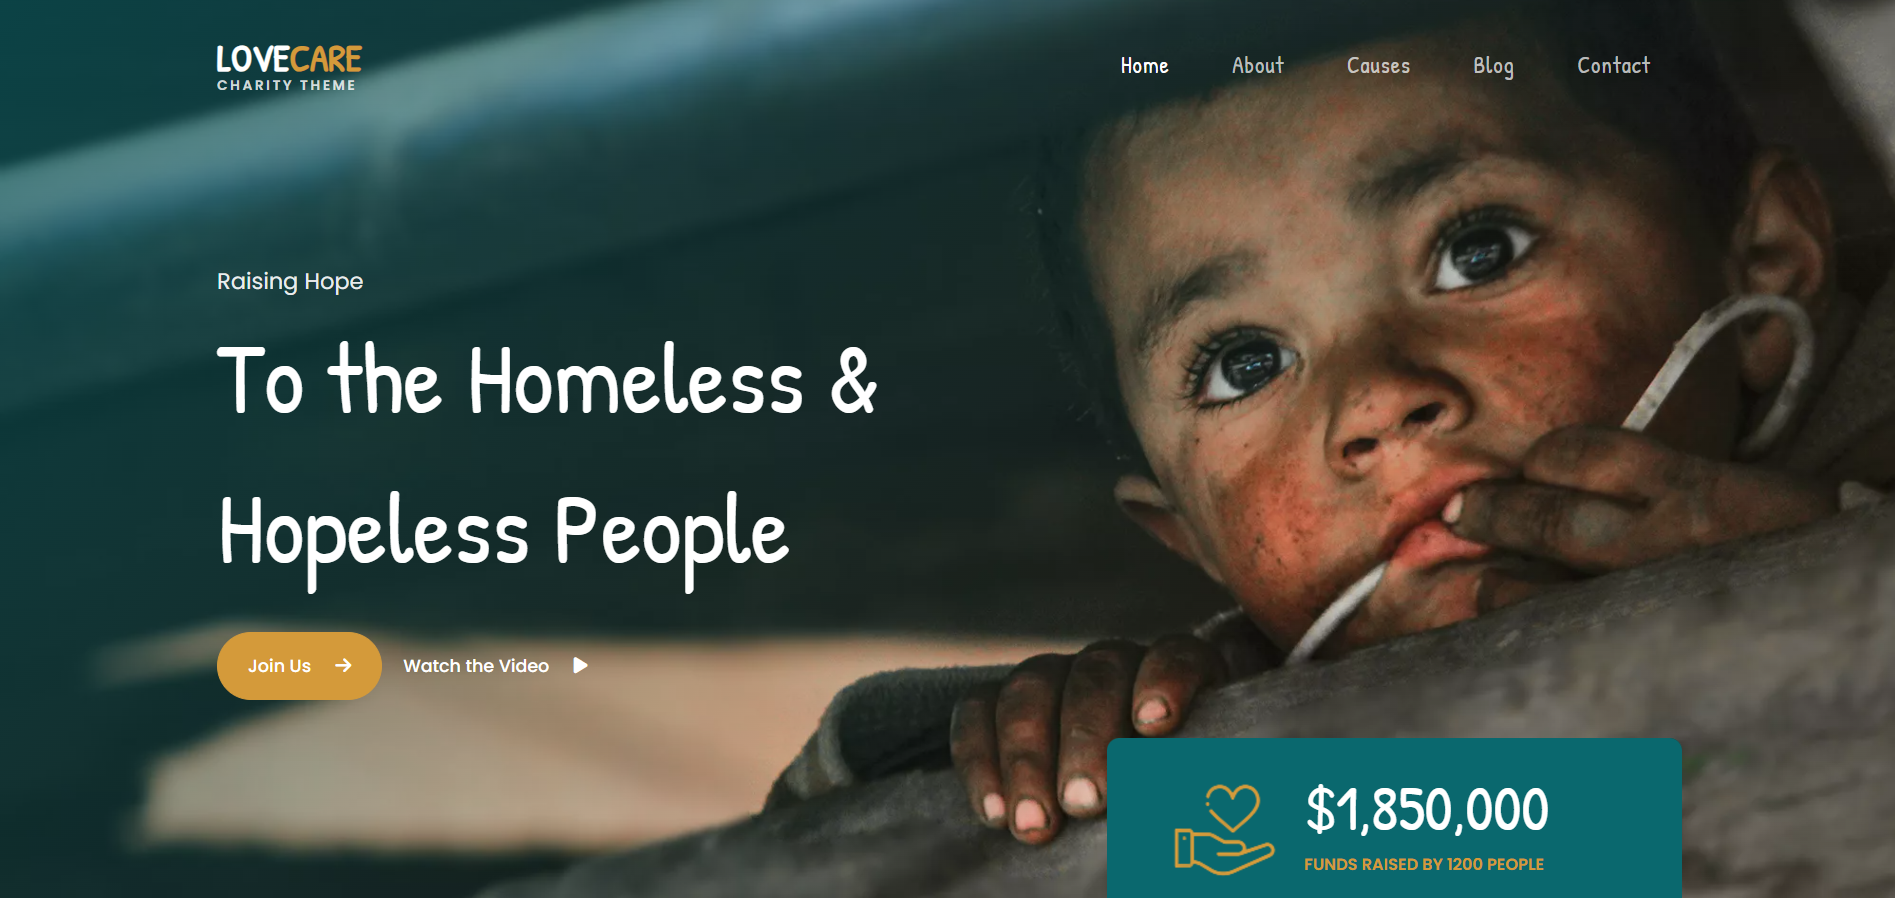 LOVECARE
CHARITY THEME
Home About Causes Blog Contact
Raising Hope
To the Homeless &
Hopeless People
Join Us
Watch the Video
$1,850,000
FUNDS RAISED BY 1200 PEOPLE